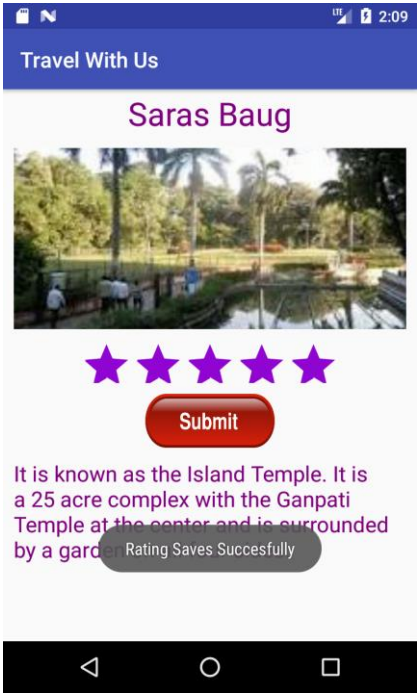 LTE 2:09
Travel With Us
Saras Baug
Submit
It is known as the Island Temple. It is
a 25 acre complex with the Ganpati
Temple at the center and is surrounded
by a garden
Rating Saves Succesfully